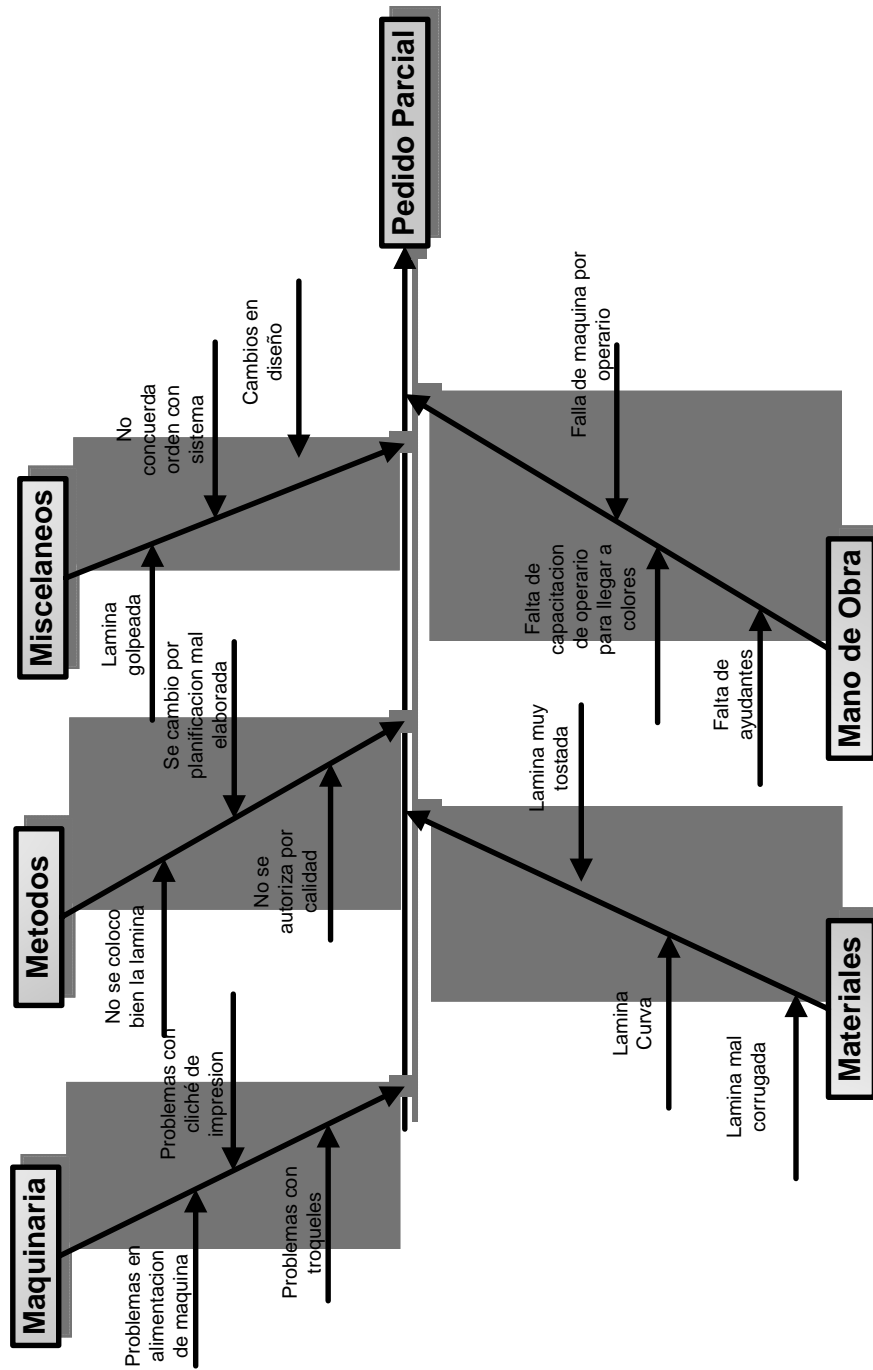 Maquinaria
Metodos
Miscelaneos
Problemas en
alimentacion
de maquina
Problemas con
cliché de
impresion
Problemas con
troqueles
No se coloco
bien la lamina
Se cambio por
planificacion mal
elaborada
No se
autoriza por
calidad
Lamina
golpeada
No
concuerda
orden con
sistema
Cambios en
diseño
Pedido Parcial
Lamina muy
tostada
Lamina
Curva
Lamina mal
corrugada
Falla de maquina por
operario
Falta de
capacitacion
de operario
para llegar a
colores
Falta de
ayudantes
Materiales
Mano de Obra